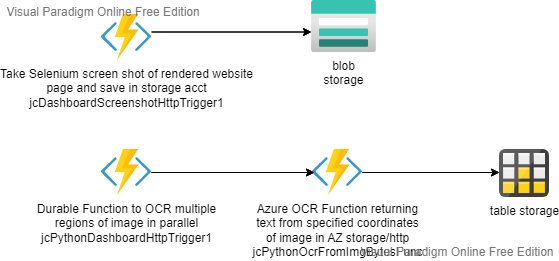 Visual Paradigm Online Free Edition
blob
storage
Take Selenium screen shot of rendered website
page and save in storage acct
jcDashboardScreenshotHttpTrigger1
Durable Function to OCR multiple
regions of image in parallel
jcPythonDashboardHttpTrigger1
Azure OCR Function returning
text from specified coordinates
of image in AZ storage/http
table storage
Visual Paradigm Online Free Edition